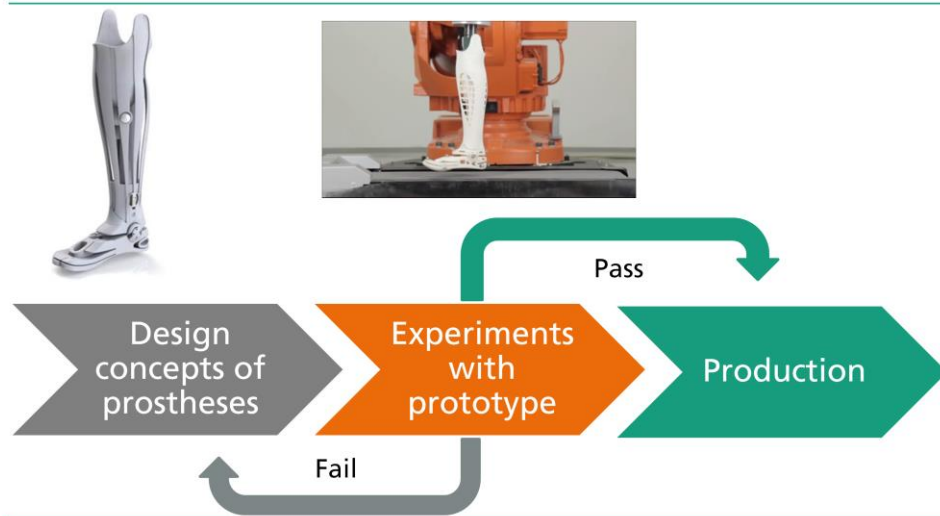 Pass
Design
concepts of
prostheses
Experiments
with
prototype
Production
Fail